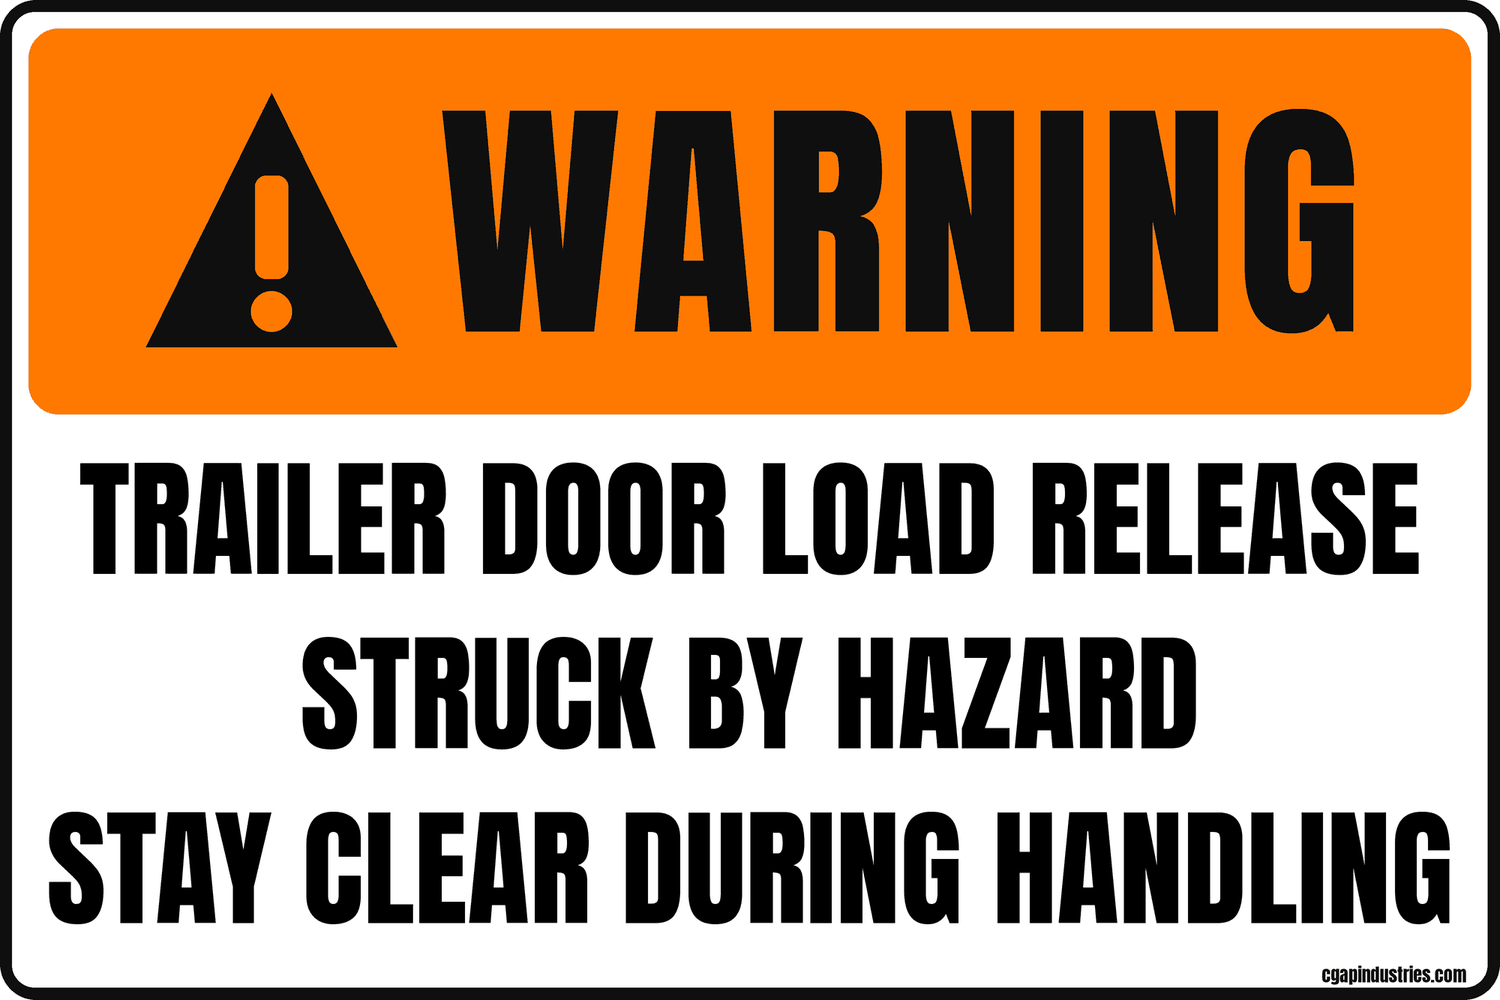 WARNING
TRAILER DOOR LOAD RELEASE
STRUCK BY HAZARD
STAY CLEAR DURING HANDLING
cgapindustries.com